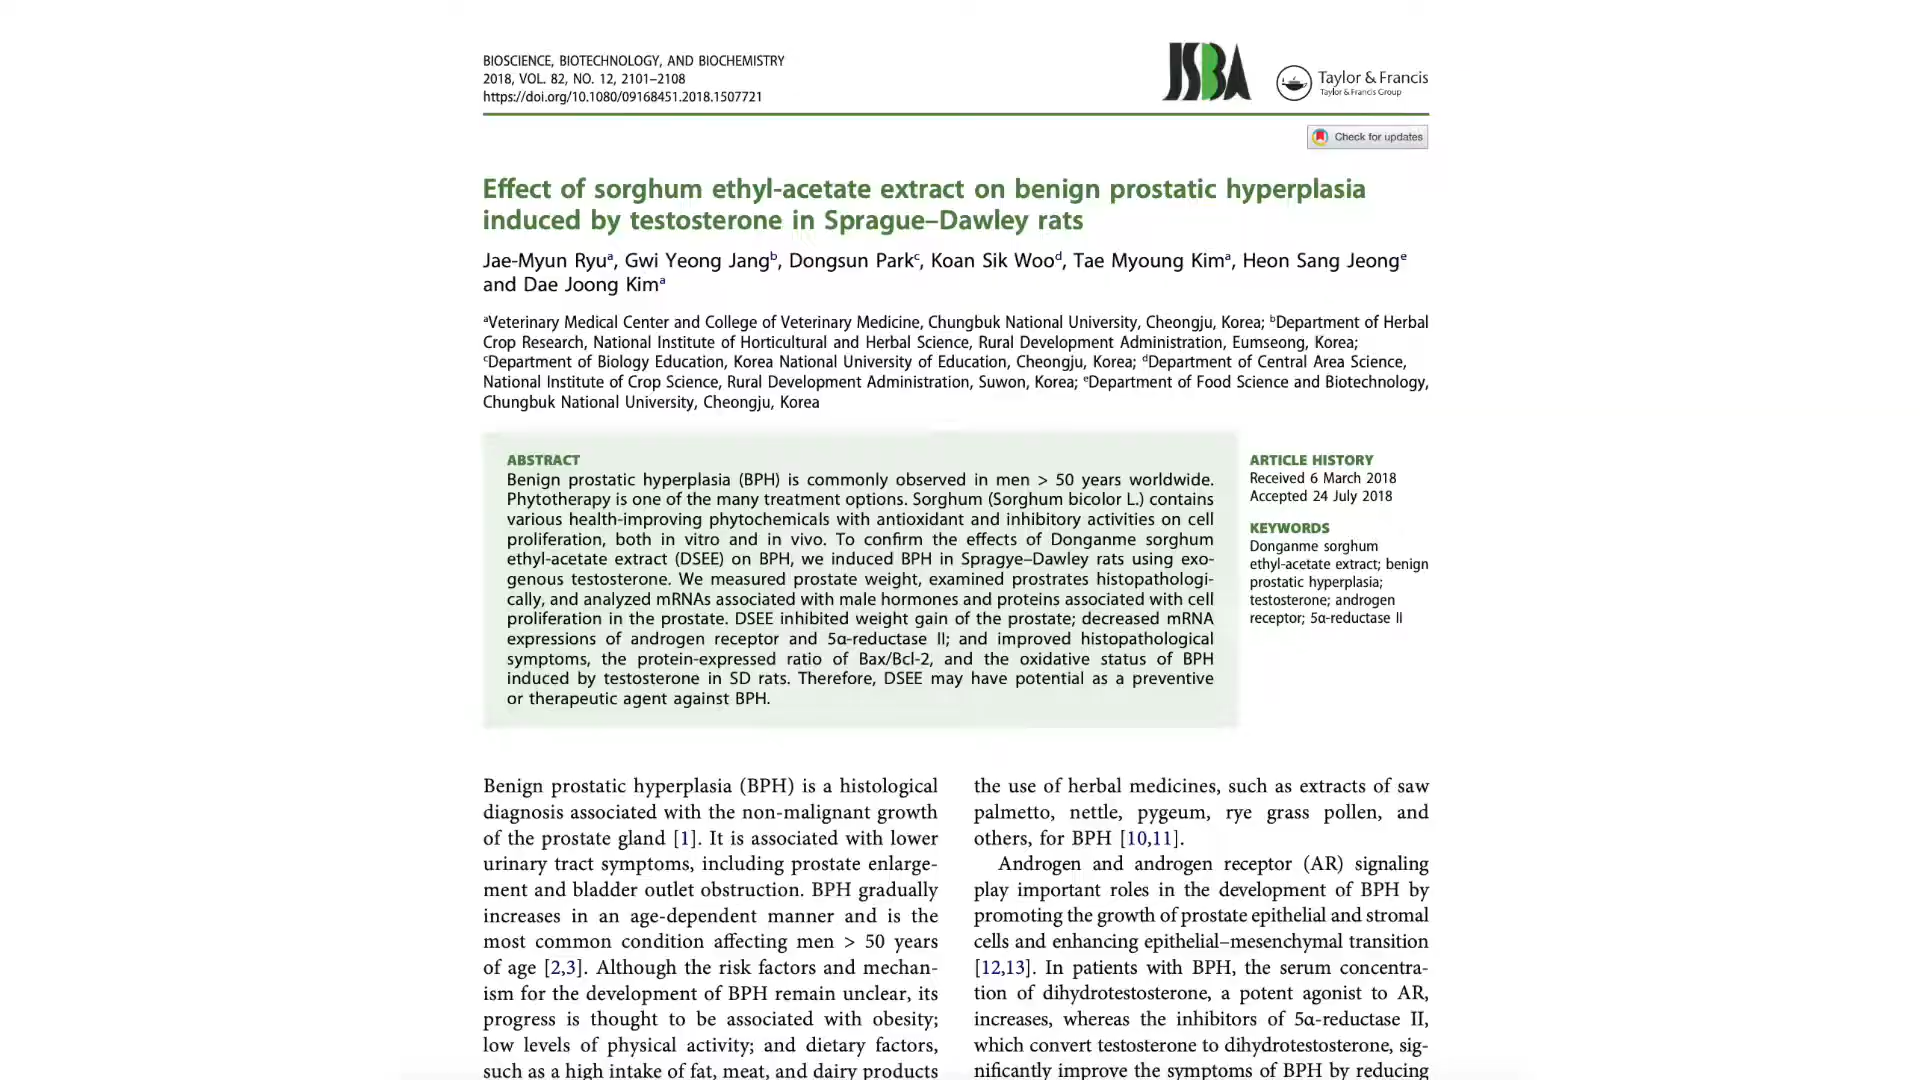 BIOSCIENCE, BIOTECHNOLOGY, AND BIOCHEMISTRY
2018, VOL. 82, NO. 12, 2101–2108
https://doi.org/10.1080/09168451.2018.1507721
JSBA
Taylor & Francis
Taylor & Francis Group
Check for updates
Effect of sorghum ethyl-acetate extract on benign prostatic hyperplasia
induced by testosterone in Sprague–Dawley rats
Jae-Myun Ryuᵃ, Gwi Yeong Jangᵇ, Dongsun Parkᶜ, Koan Sik Wooᵈ, Tae Myoung Kimᵃ, Heon Sang Jeongᵉ
and Dae Joong Kimᵃ
ᵃVeterinary Medical Center and College of Veterinary Medicine, Chungbuk National University, Cheongju, Korea; ᵇDepartment of Herbal
Crop Research, National Institute of Horticultural and Herbal Science, Rural Development Administration, Eumseong, Korea;
ᶜDepartment of Biology Education, Korea National University of Education, Cheongju, Korea; ᵈDepartment of Central Area Science,
National Institute of Crop Science, Rural Development Administration, Suwon, Korea; ᵉDepartment of Food Science and Biotechnology,
Chungbuk National University, Cheongju, Korea
ABSTRACT
Benign prostatic hyperplasia (BPH) is commonly observed in men > 50 years worldwide.
Phytotherapy is one of the many treatment options. Sorghum (Sorghum bicolor L.) contains
various health-improving phytochemicals with antioxidant and inhibitory activities on cell
proliferation, both in vitro and in vivo. To confirm the effects of Donganme sorghum
ethyl-acetate extract (DSEE) on BPH, we induced BPH in Spragye–Dawley rats using exo-
genous testosterone. We measured prostate weight, examined prostrates histopathologi-
cally, and analyzed mRNAs associated with male hormones and proteins associated with cell
proliferation in the prostate. DSEE inhibited weight gain of the prostate; decreased mRNA
expressions of androgen receptor and 5α-reductase II; and improved histopathological
symptoms, the protein-expressed ratio of Bax/Bcl-2, and the oxidative status of BPH
induced by testosterone in SD rats. Therefore, DSEE may have potential as a preventive
or therapeutic agent against BPH.
ARTICLE HISTORY
Received 6 March 2018
Accepted 24 July 2018
KEYWORDS
Donganme sorghum
ethyl-acetate extract; benign
prostatic hyperplasia;
testosterone; androgen
receptor; 5α-reductase II
Benign prostatic hyperplasia (BPH) is a histological
diagnosis associated with the non-malignant growth
of the prostate gland [1]. It is associated with lower
urinary tract symptoms, including prostate enlarge-
ment and bladder outlet obstruction. BPH gradually
increases in an age-dependent manner and is the
most common condition affecting men > 50 years
of age [2,3]. Although the risk factors and mechan-
ism for the development of BPH remain unclear, its
progress is thought to be associated with obesity;
low levels of physical activity; and dietary factors,
such as a high intake of fat, meat, and dairy products
the use of herbal medicines, such as extracts of saw
palmetto, nettle, pygeum, rye grass pollen, and
others, for BPH [10,11].
Androgen and androgen receptor (AR) signaling
play important roles in the development of BPH by
promoting the growth of prostate epithelial and stromal
cells and enhancing epithelial–mesenchymal transition
[12,13]. In patients with BPH, the serum concentra-
tion of dihydrotestosterone, a potent agonist to AR,
increases, whereas the inhibitors of 5α-reductase II,
which convert testosterone to dihydrotestosterone, sig-
nificantly improve the symptoms of BPH by reducing